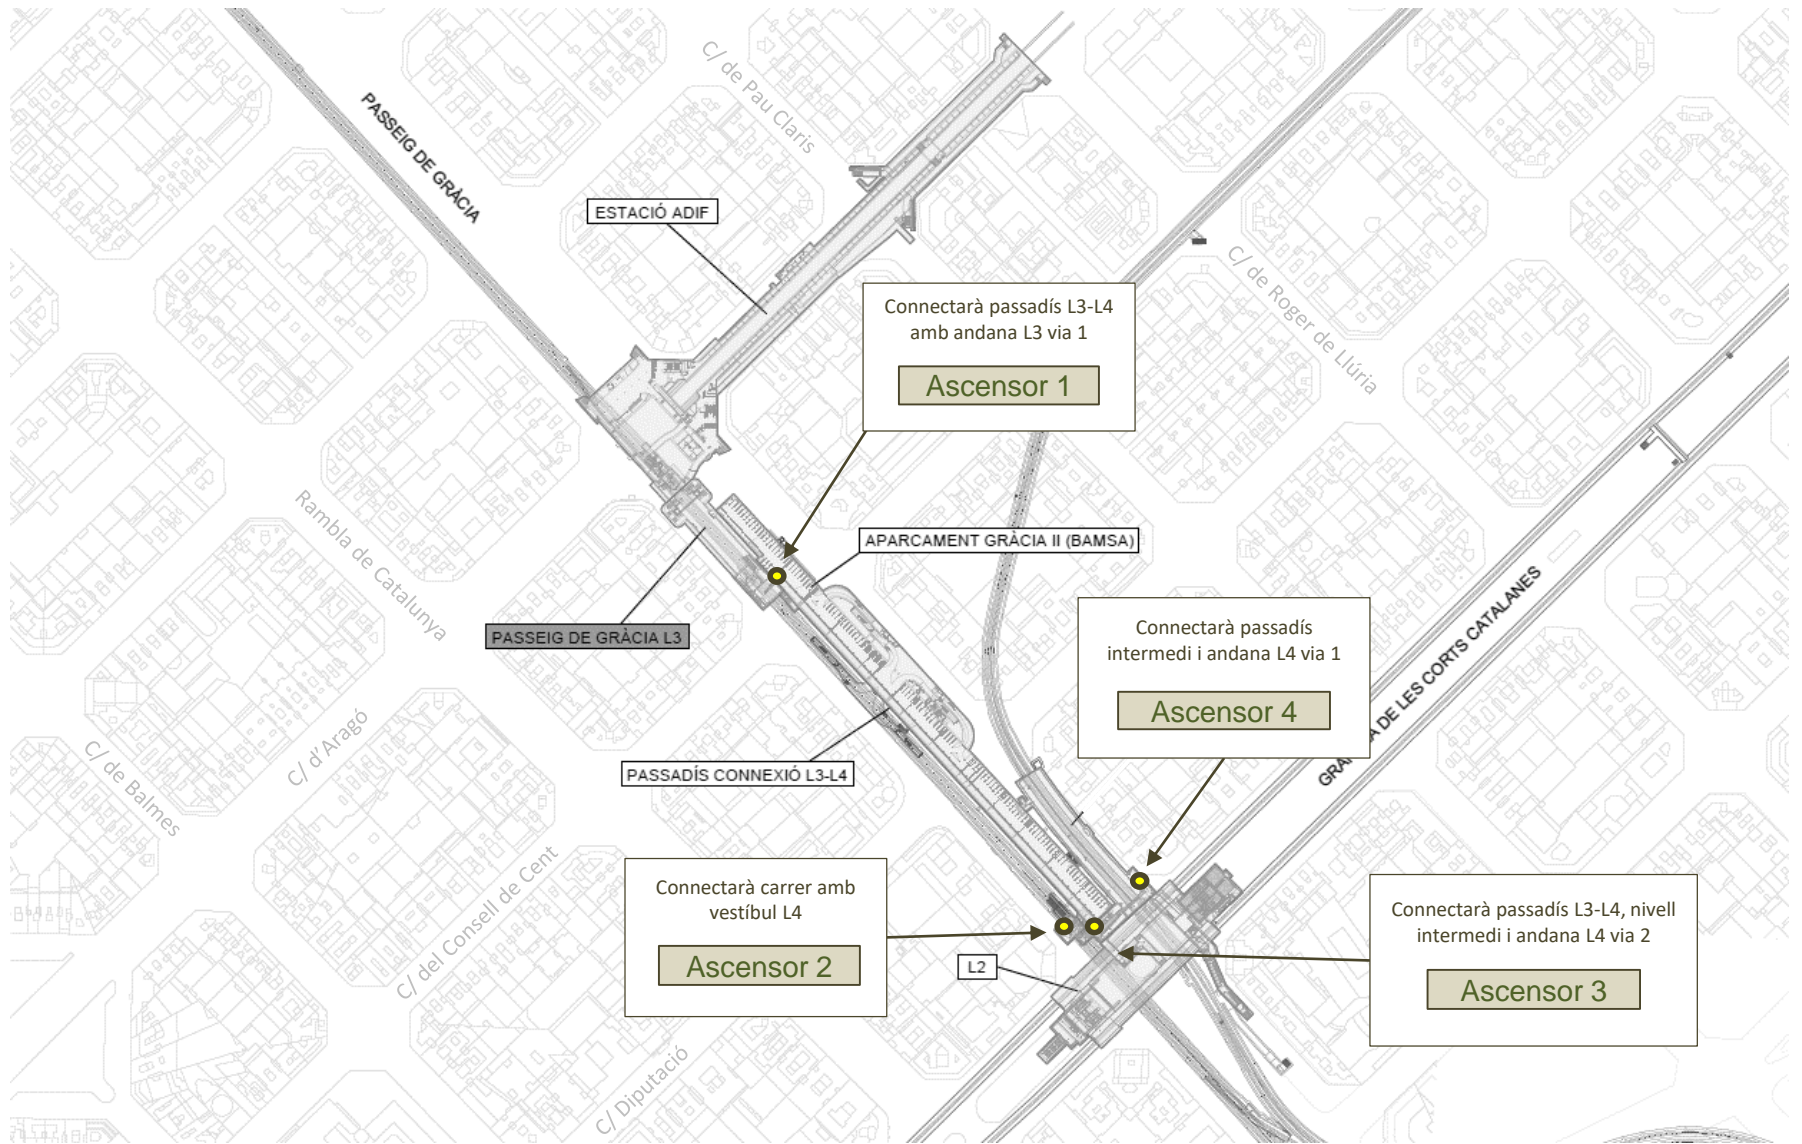 C/ de Pau Claris
PASSEIG DE GRÀCIA
ESTACIÓ ADIF
C/ de Roger de Llúria
Connectarà passadís L3-L4
amb andana L3 via 1
Ascensor 1
Rambla de Catalunya
APARCAMENT GRÀCIA II (BAMSA)
PASSEIG DE GRÀCIA L3
Connectarà passadís
intermedi i andana L4 via 1
Ascensor 4
GRAN VIA DE LES CORTS CATALANES
C/ d'Aragó
C/ de Balmes
PASSADÍS CONNEXIÓ L3-L4
C/ del Consell de Cent
Connectarà carrer amb
vestíbul L4
Ascensor 2
L2
Connectarà passadís L3-L4, nivell
intermedi i andana L4 via 2
Ascensor 3
C/ Diputació